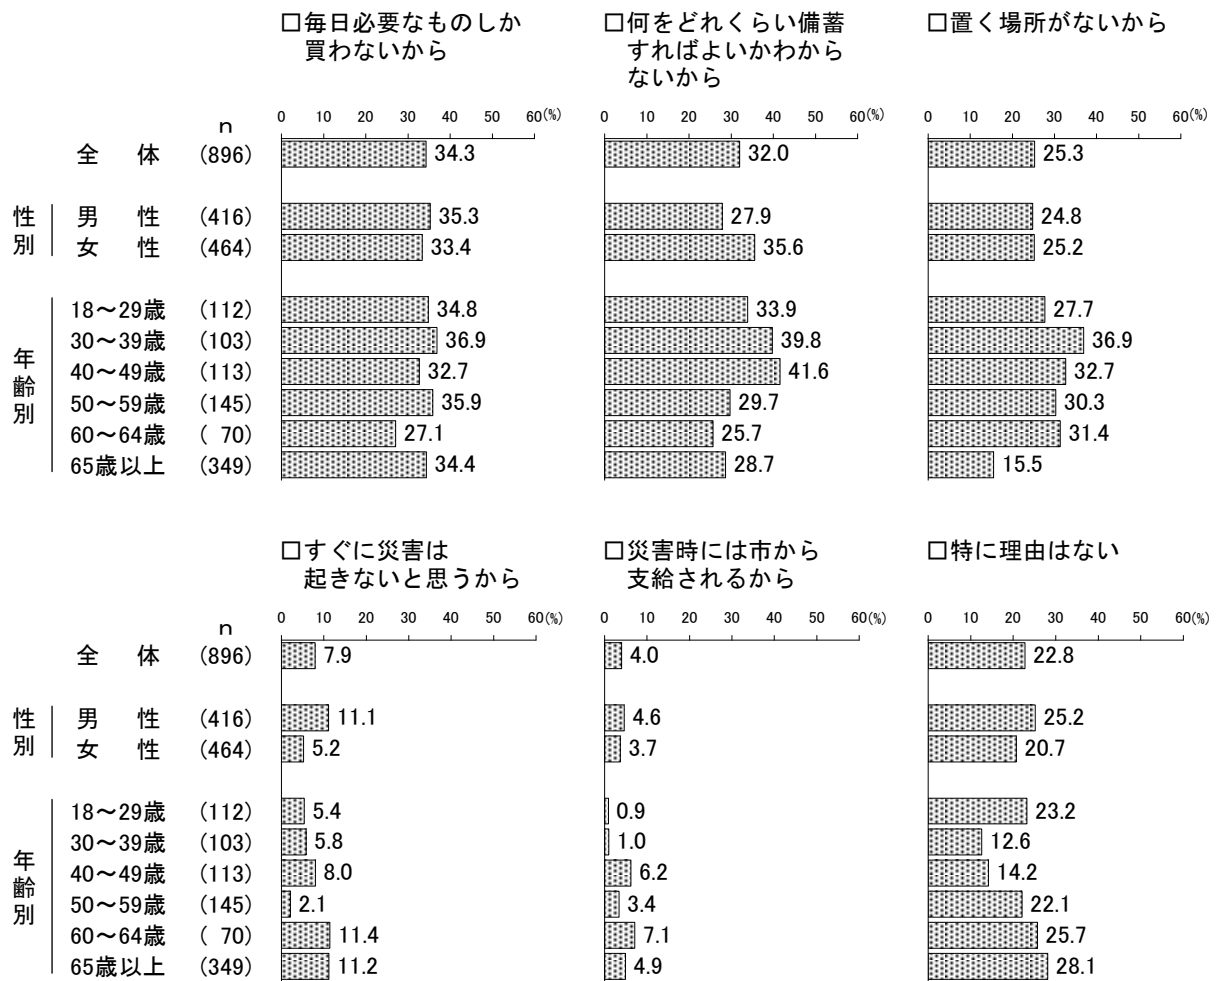 □毎日必要なものしか
買わないから
□何をどれくらい備蓄
すればよいかわから
ないから
□置く場所がないから
0 10 20 30 40 50 60(%) 0 10 20 30 40 50 60(%) 0 10 20 30 40 50 60(%)
n
全 体 (896) 34.3 32.0 25.3
性別
男 性 (416) 35.3 27.9 24.8
女 性 (464) 33.4 35.6 25.2
年齢別
18～29歳 (112) 34.8 33.9 27.7
30～39歳 (103) 36.9 39.8 36.9
40～49歳 (113) 32.7 41.6 32.7
50～59歳 (145) 35.9 29.7 30.3
60～64歳 ( 70) 27.1 25.7 31.4
65歳以上 (349) 34.4 28.7 15.5
□すぐに災害は
起きないと思うから
□災害時には市から
支給されるから
□特に理由はない
0 10 20 30 40 50 60(%) 0 10 20 30 40 50 60(%) 0 10 20 30 40 50 60(%)
n
全 体 (896) 7.9 4.0 22.8
性別
男 性 (416) 11.1 4.6 25.2
女 性 (464) 5.2 3.7 20.7
年齢別
18～29歳 (112) 5.4 0.9 23.2
30～39歳 (103) 5.8 1.0 12.6
40～49歳 (113) 8.0 6.2 14.2
50～59歳 (145) 2.1 3.4 22.1
60～64歳 ( 70) 11.4 7.1 25.7
65歳以上 (349) 11.2 4.9 28.1